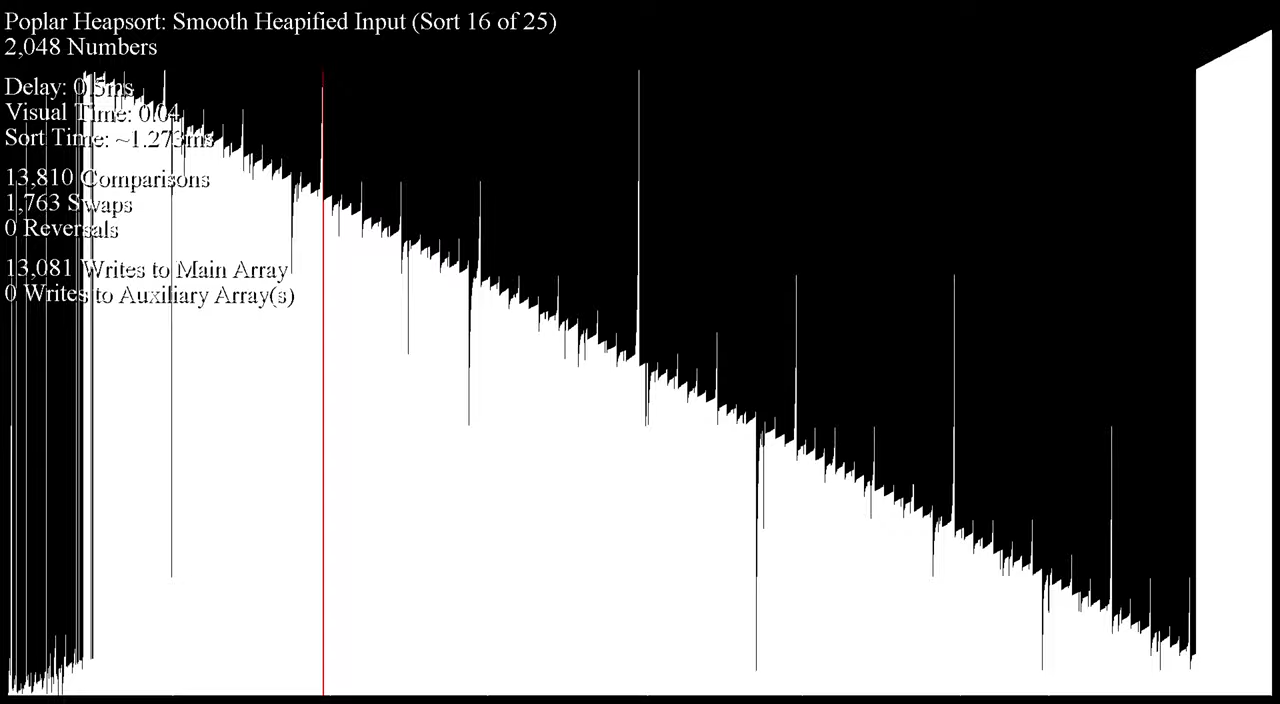 Poplar Heapsort: Smooth Heapified Input (Sort 16 of 25)
2,048 Numbers
Delay: 0.5ms
Visual Time: 0.04
Sort Time: ~1.273ms
13,810 Comparisons
1,763 Swaps
0 Reversals
13,081 Writes to Main Array
0 Writes to Auxiliary Array(s)